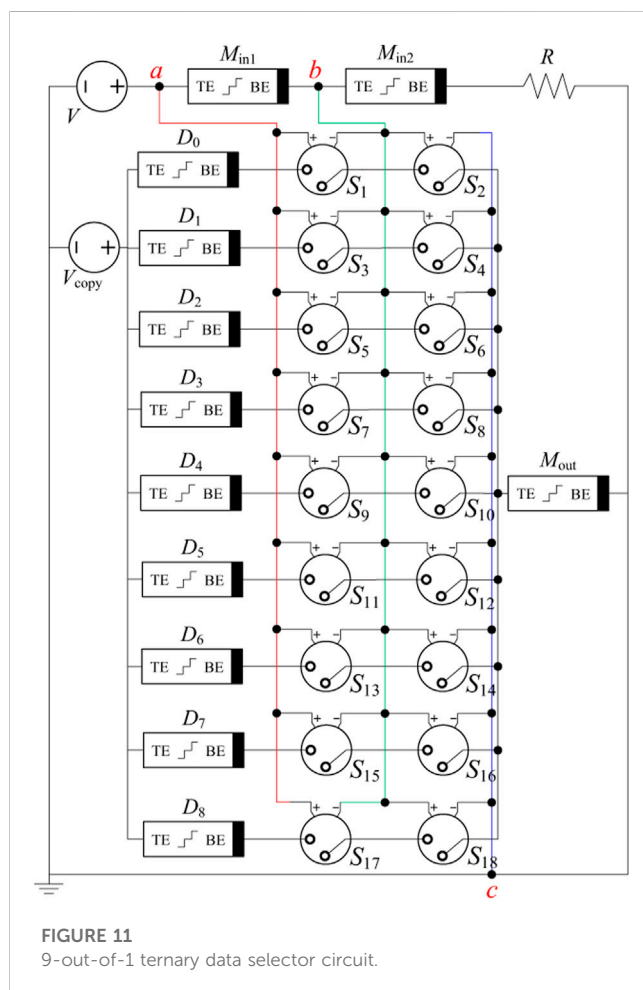 a M_in1 b M_in2 R
TE BE TE BE
V
+ - + -
D_0
TE BE S_1 S_2
+ - + -
D_1
TE BE S_3 S_4
V_copy
+ - + -
D_2
TE BE S_5 S_6
+ - + -
D_3
TE BE S_7 S_8
+ - + -
D_4 M_out
TE BE S_9 S_10 TE BE
+ - + -
D_5
TE BE S_11 S_12
+ - + -
D_6
TE BE S_13 S_14
+ - + -
D_7
TE BE S_15 S_16
+ - + -
D_8
TE BE S_17 S_18
c
FIGURE 11
9-out-of-1 ternary data selector circuit.